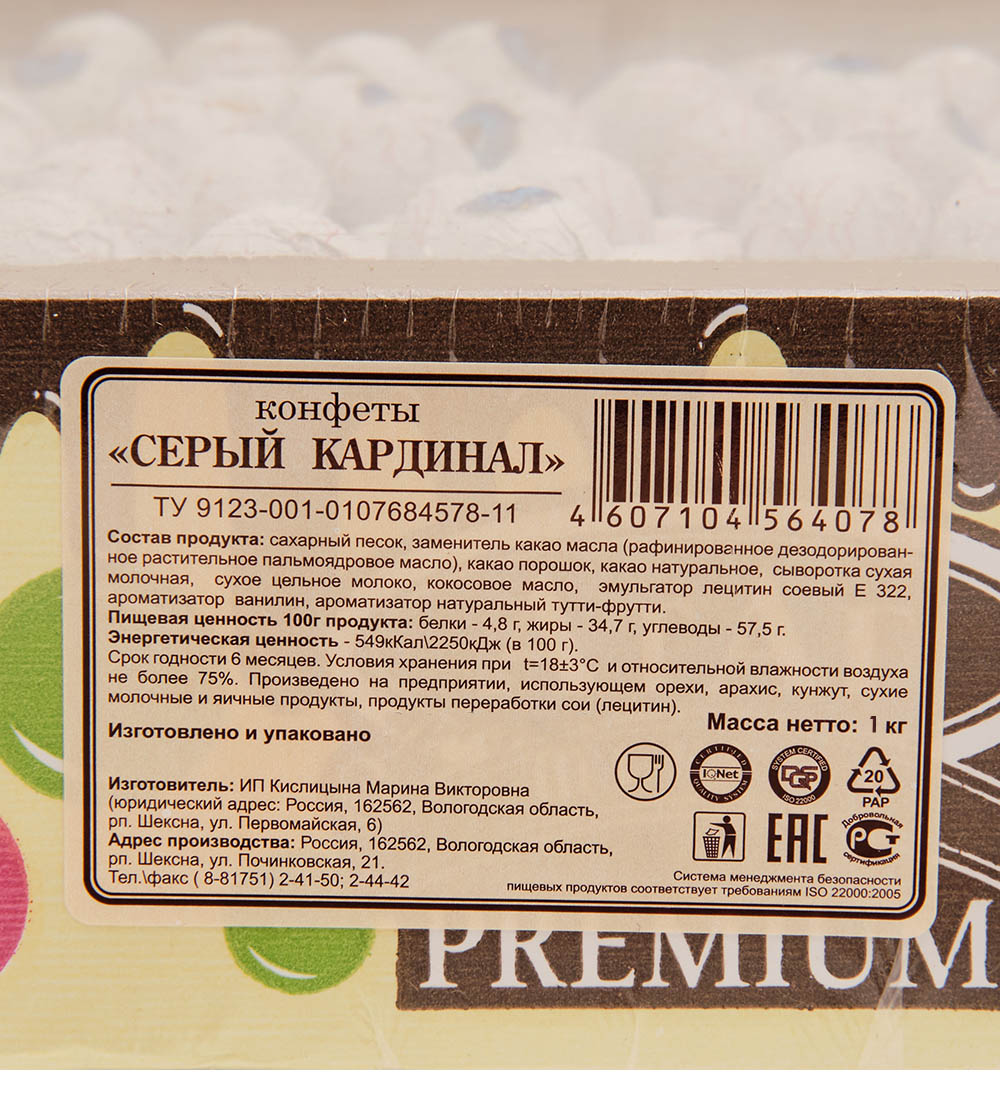 конфеты
«СЕРЫЙ КАРДИНАЛ»
ТУ 9123-001-0107684578-11
4 607104 564078
Состав продукта: сахарный песок, заменитель какао масла (рафинированное дезодорирован-
ное растительное пальмоядровое масло), какао порошок, какао натуральное, сыворотка сухая
молочная, сухое цельное молоко, кокосовое масло, эмульгатор лецитин соевый Е 322,
ароматизатор ванилин, ароматизатор натуральный тутти-фрутти.
Пищевая ценность 100г продукта: белки - 4,8 г, жиры - 34,7 г, углеводы - 57,5 г.
Энергетическая ценность - 549кКал\2250кДж (в 100 г).
Срок годности 6 месяцев. Условия хранения при t=18±3°С и относительной влажности воздуха
не более 75%. Произведено на предприятии, использующем орехи, арахис, кунжут, сухие
молочные и яичные продукты, продукты переработки сои (лецитин).
Масса нетто: 1 кг
Изготовлено и упаковано
Изготовитель: ИП Кислицына Марина Викторовна
(юридический адрес: Россия, 162562, Вологодская область,
рп. Шексна, ул. Первомайская, 6)
Адрес производства: Россия, 162562, Вологодская область,
рп. Шексна, ул. Починковская, 21.
Тел.\факс ( 8-81751) 2-41-50; 2-44-42
CERTIFIED
IQNet
QUALITY SYSTEM
SYSTEM CERTIFIED
DQS
ISO 22000
20
PAP
EAC
Добровольная
РСТ
сертификация
Система менеджмента безопасности
пищевых продуктов соответствует требованиям ISO 22000:2005
PREMIUM